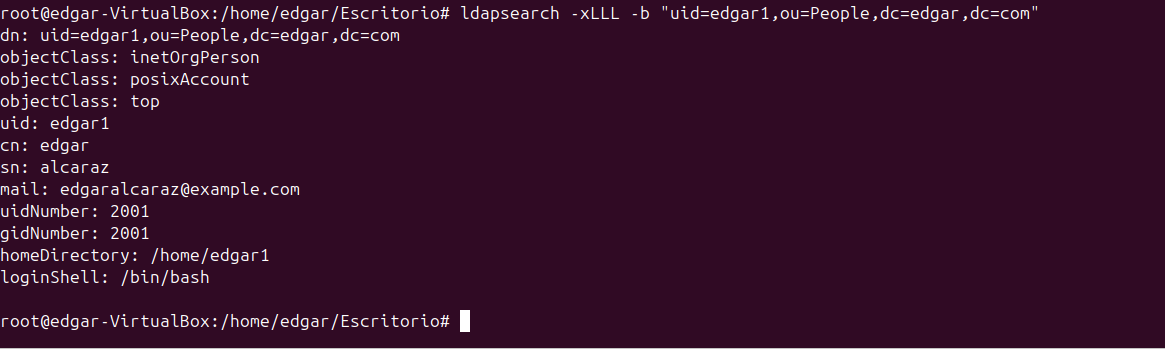 root@edgar-VirtualBox:/home/edgar/Escritorio# ldapsearch -xLLL -b "uid=edgar1,ou=People,dc=edgar,dc=com"
dn: uid=edgar1,ou=People,dc=edgar,dc=com
objectClass: inetOrgPerson
objectClass: posixAccount
objectClass: top
uid: edgar1
cn: edgar
sn: alcaraz
mail: edgaralcaraz@example.com
uidNumber: 2001
gidNumber: 2001
homeDirectory: /home/edgar1
loginShell: /bin/bash
root@edgar-VirtualBox:/home/edgar/Escritorio#